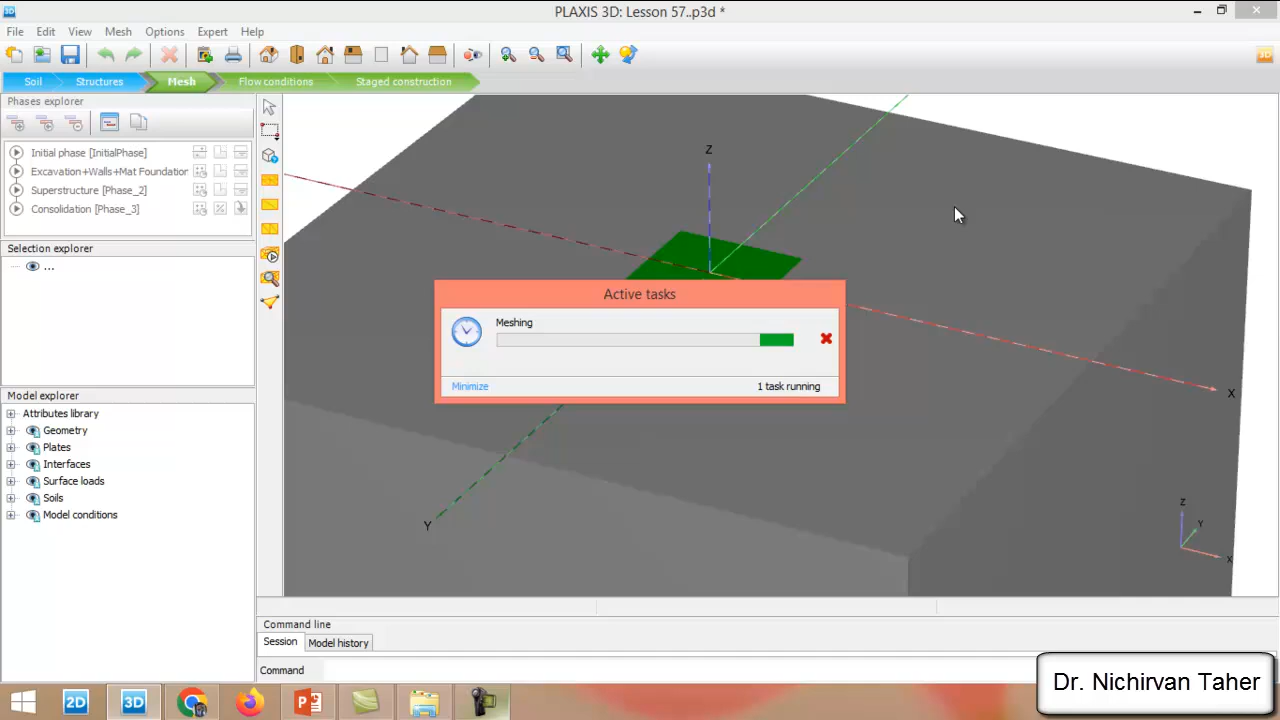 PLAXIS 3D: Lesson 57..p3d *
File Edit View Mesh Options Expert Help
3D
Soil Structures Mesh Flow conditions Staged construction
Phases explorer
Initial phase [InitialPhase]
Excavation+Walls+Mat Foundation
Superstructure [Phase_2]
Consolidation [Phase_3]
Selection explorer
...
Model explorer
Attributes library
Geometry
Plates
Interfaces
Surface loads
Soils
Model conditions
Z
X
Y
Active tasks
Meshing
Minimize
1 task running
Z
Y
X
Command line
Session Model history
Command
2D 3D
Dr. Nichirvan Taher